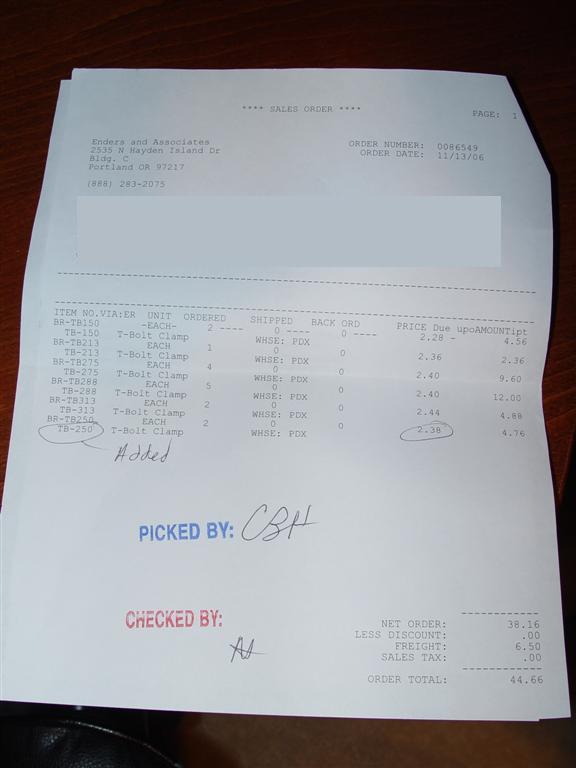 **** SALES ORDER ****
PAGE: 1
Enders and Associates
2535 N Hayden Island Dr
Bldg. C
Portland OR 97217
(888) 283-2075
ORDER NUMBER: 0086549
ORDER DATE: 11/13/06
ITEM NO.VIA:ER UNIT ORDERED SHIPPED BACK ORD PRICE Due upoAMOUNTipt
BR-TB150 -EACH- 2 ---- 0 ---- 0 ---- 2.28 - 4.56
TB-150 T-Bolt Clamp WHSE: PDX
BR-TB213 EACH 1 0 0 2.36 2.36
TB-213 T-Bolt Clamp WHSE: PDX
BR-TB275 EACH 4 0 0 2.40 9.60
TB-275 T-Bolt Clamp WHSE: PDX
BR-TB288 EACH 5 0 0 2.40 12.00
TB-288 T-Bolt Clamp WHSE: PDX
BR-TB313 EACH 2 0 0 2.44 4.88
TB-313 T-Bolt Clamp WHSE: PDX
BR-TB250 EACH 2 0 0 2.38 4.76
TB-250 T-Bolt Clamp WHSE: PDX
Added
PICKED BY: CBH
CHECKED BY:
NET ORDER: 38.16
LESS DISCOUNT: .00
FREIGHT: 6.50
SALES TAX: .00
ORDER TOTAL: 44.66